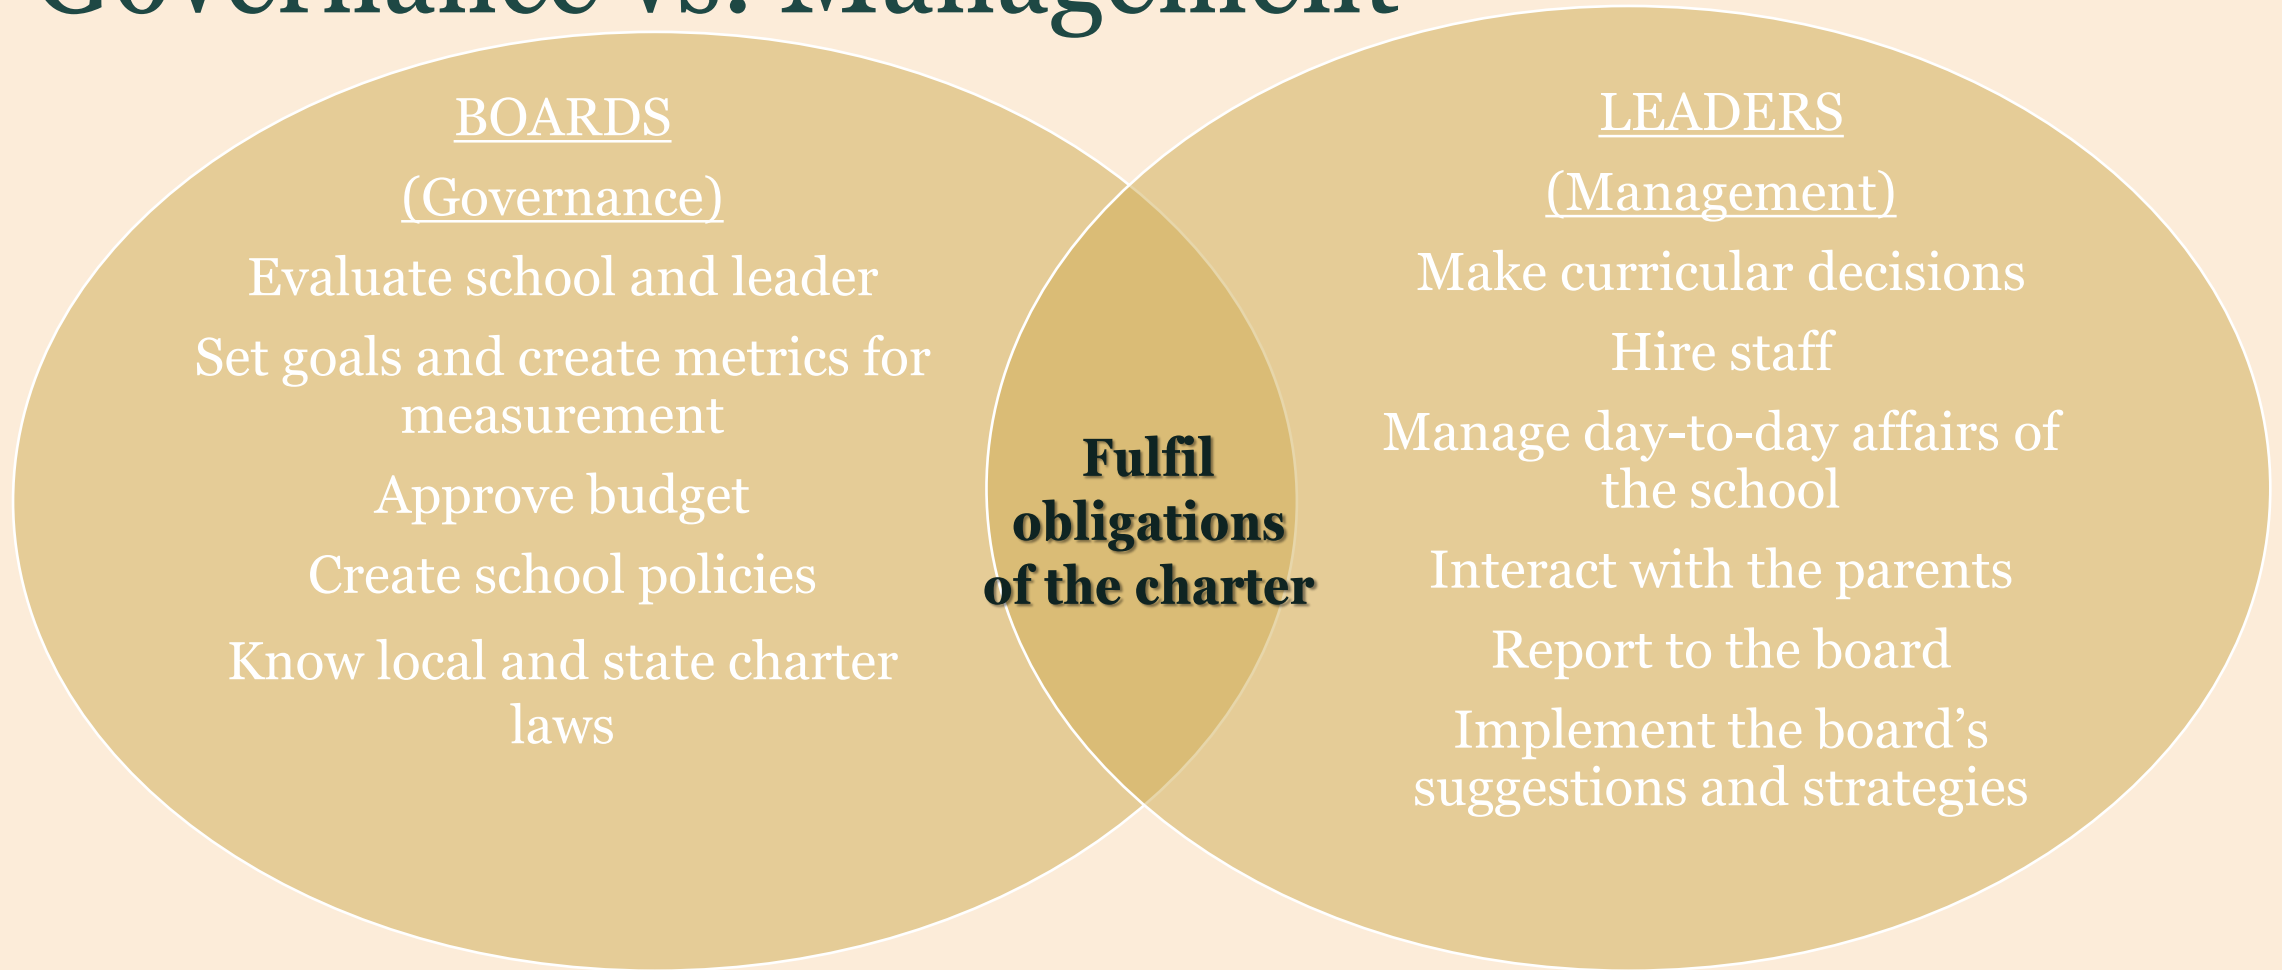 Governance vs. Management
BOARDS
(Governance)
Evaluate school and leader
Set goals and create metrics for
measurement
Approve budget
Create school policies
Know local and state charter
laws
Fulfil
obligations
of the charter
LEADERS
(Management)
Make curricular decisions
Hire staff
Manage day-to-day affairs of
the school
Interact with the parents
Report to the board
Implement the board’s
suggestions and strategies